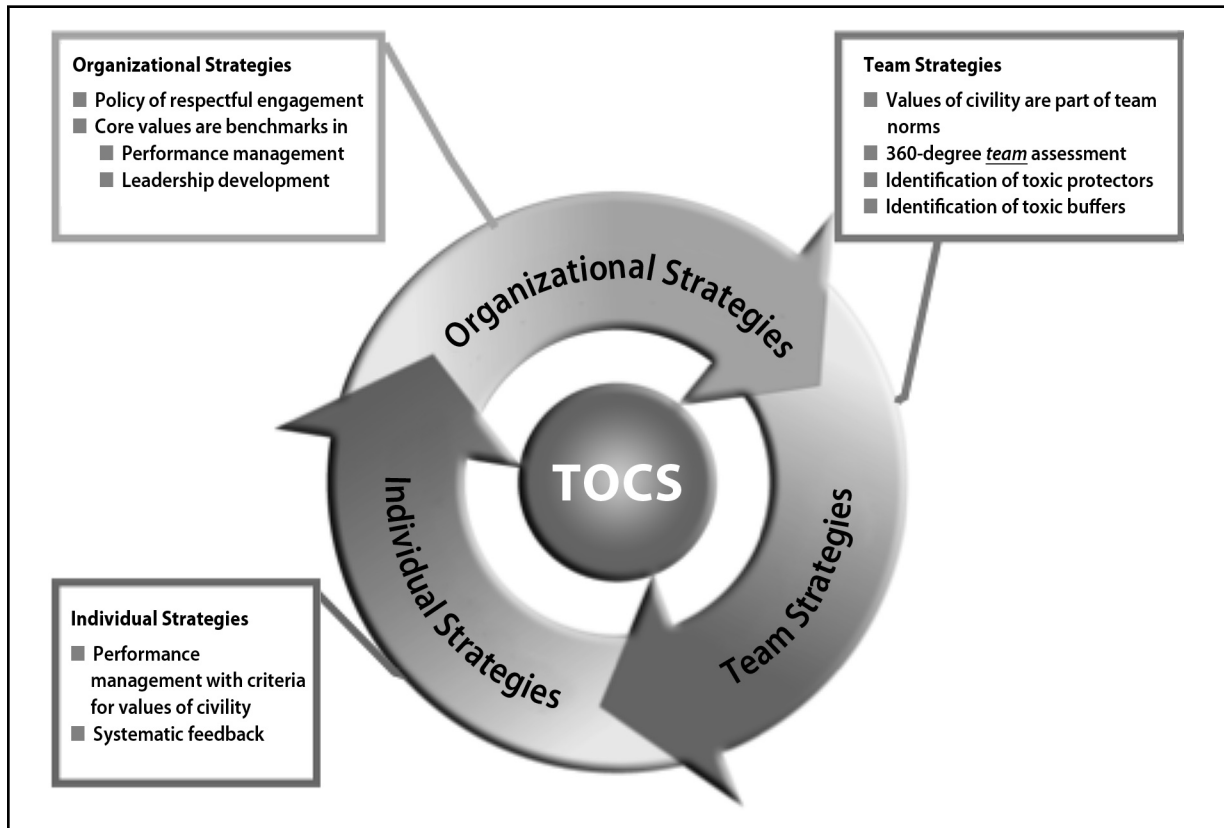 Organizational Strategies
Policy of respectful engagement
Core values are benchmarks in
Performance management
Leadership development
Team Strategies
Values of civility are part of team
norms
360-degree team assessment
Identification of toxic protectors
Identification of toxic buffers
Organizational Strategies
TOCS
Individual Strategies
Team Strategies
Individual Strategies
Performance
management with criteria
for values of civility
Systematic feedback